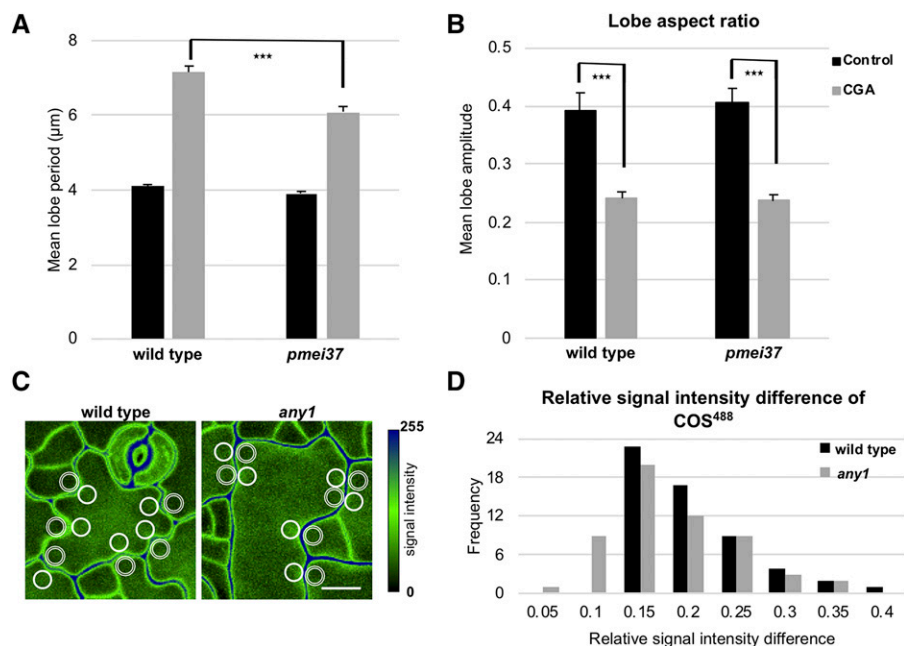 A
8
6
4
2
0
Mean lobe period (µm)
***
wild type
pmei37
B
Lobe aspect ratio
0.5
0.4
0.3
0.2
0.1
0
Mean lobe amplitude
***
***
Control
CGA
wild type
pmei37
C
wild type
any1
255
signal intensity
0
D
Relative signal intensity difference of
COS488
wild type
any1
24
18
12
6
0
Frequency
0.05 0.1 0.15 0.2 0.25 0.3 0.35 0.4
Relative signal intensity difference